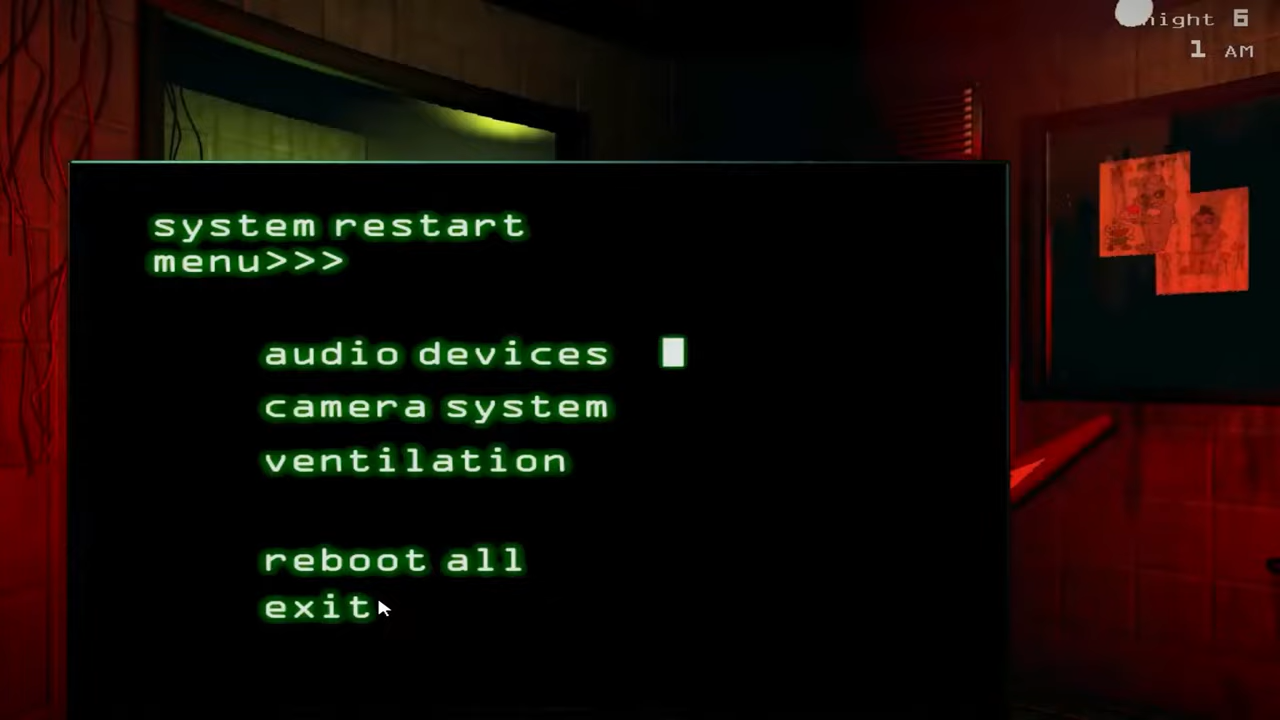 night 6
1 AM
system restart
menu>>>
audio devices
camera system
ventilation
reboot all
exit